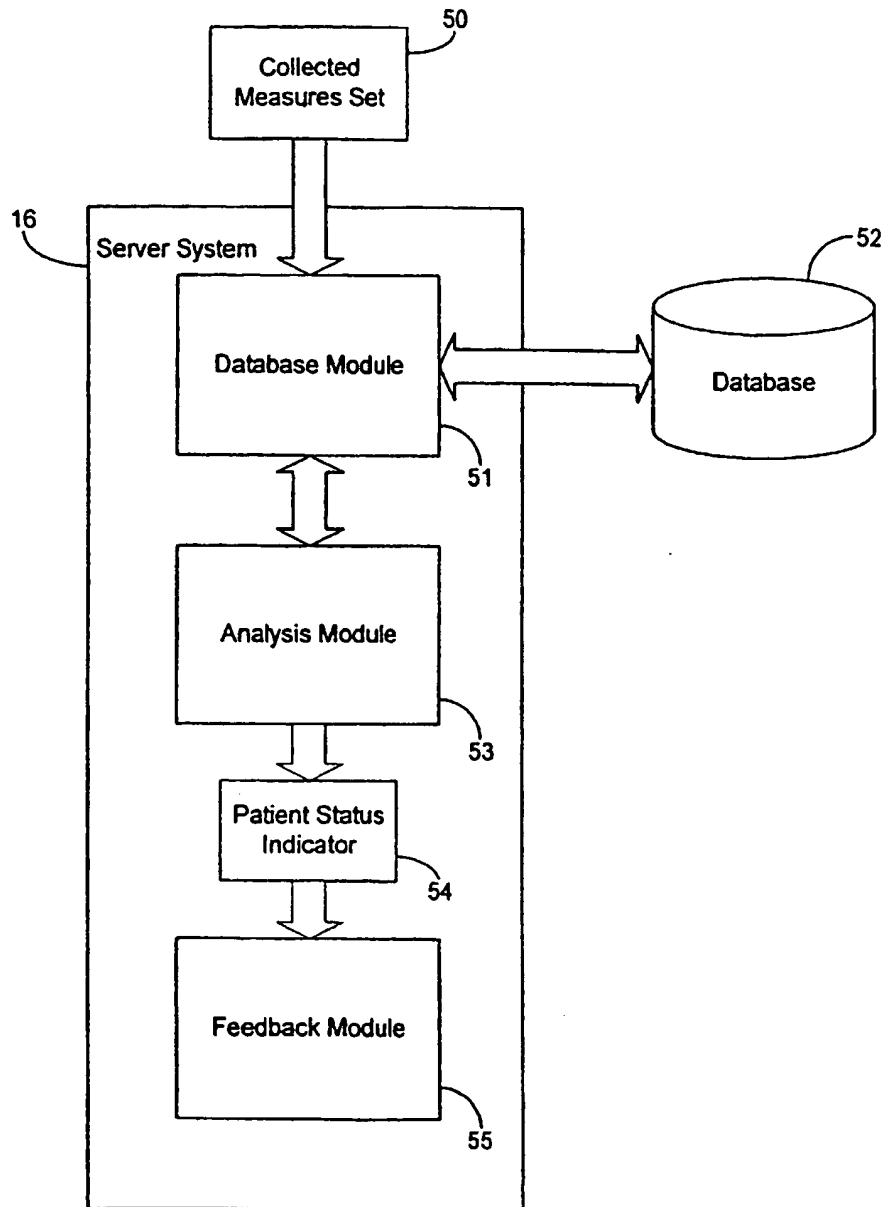 50
Collected
Measures Set
16
Server System
52
Database Module
Database
51
Analysis Module
53
Patient Status
Indicator
54
Feedback Module
55